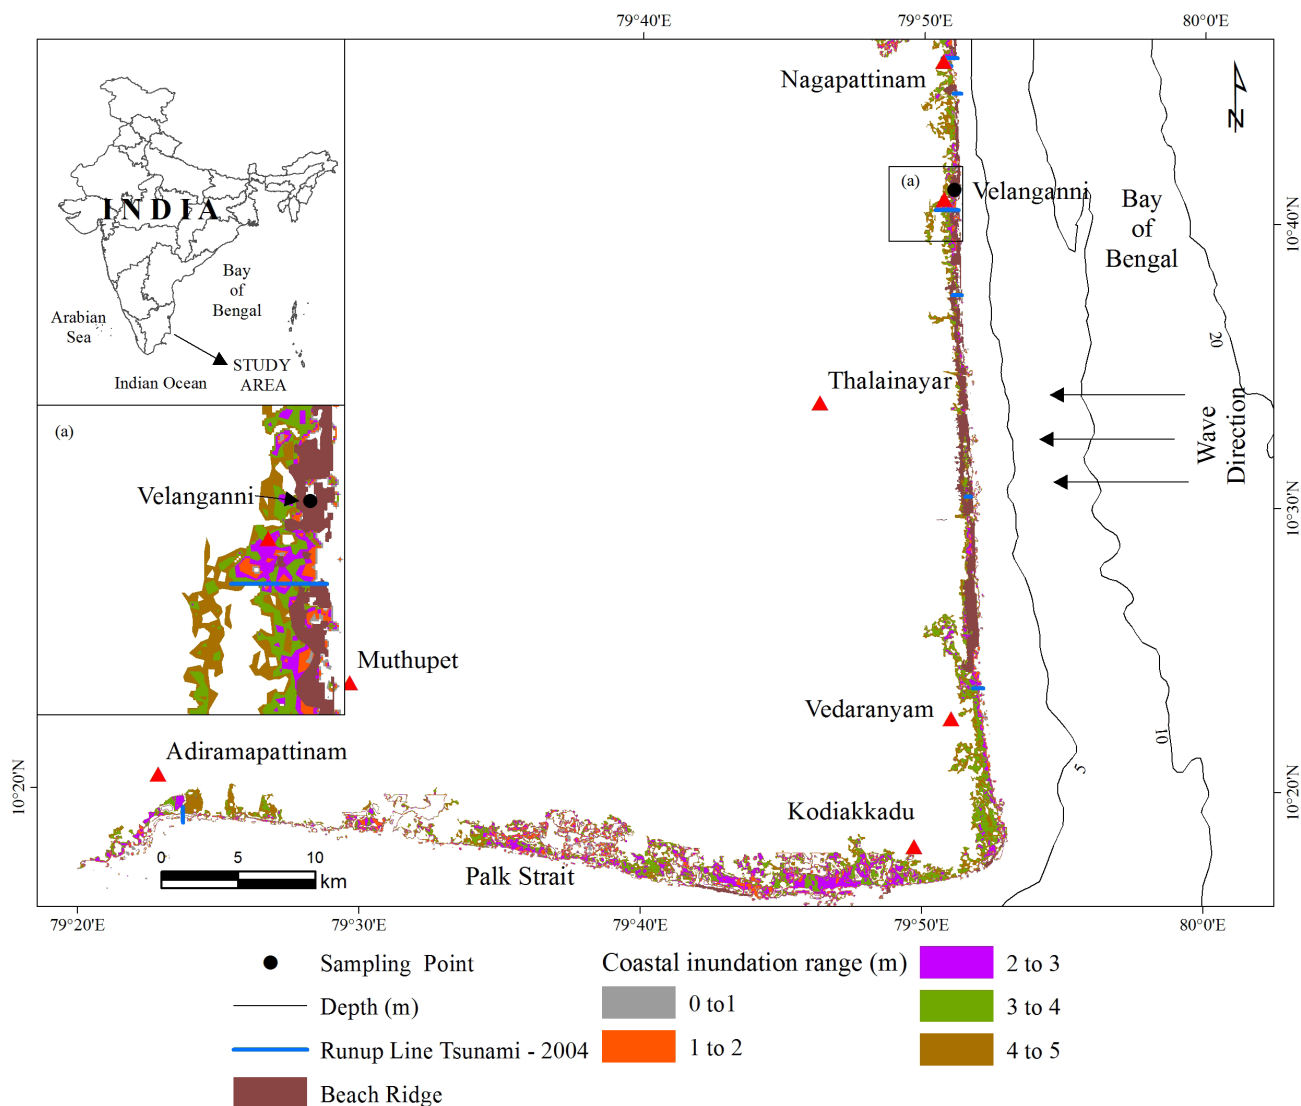 79°40'E
79°50'E
80°0'E
Nagapattinam
N
(a)
Velanganni
INDIA
Bay
of
Bengal
10°40'N
Bay
of
Bengal
Arabian
Sea
STUDY
AREA
Indian Ocean
20
Thalainayar
Wave
Direction
(a)
Velanganni
10°30'N
Muthupet
Vedaranyam
10
5
Adiramapattinam
10°20'N
10°20'N
Kodiakkadu
0
5
10
km
Palk Strait
79°20'E
79°30'E
79°40'E
79°50'E
80°0'E
Sampling Point
Depth (m)
Runup Line Tsunami - 2004
Beach Ridge
Coastal inundation range (m)
0 to1
1 to 2
2 to 3
3 to 4
4 to 5